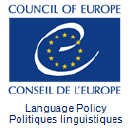 COUNCIL OF EUROPE
CONSEIL DE L'EUROPE
Language Policy
Politiques linguistiques